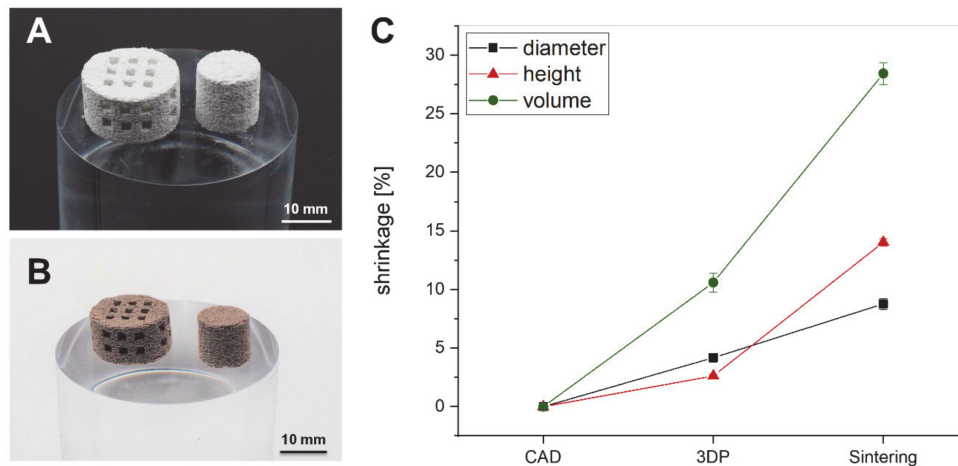 A
10 mm
B
10 mm
C
diameter
height
volume
shrinkage [%]
30
25
20
15
10
5
0
CAD
3DP
Sintering